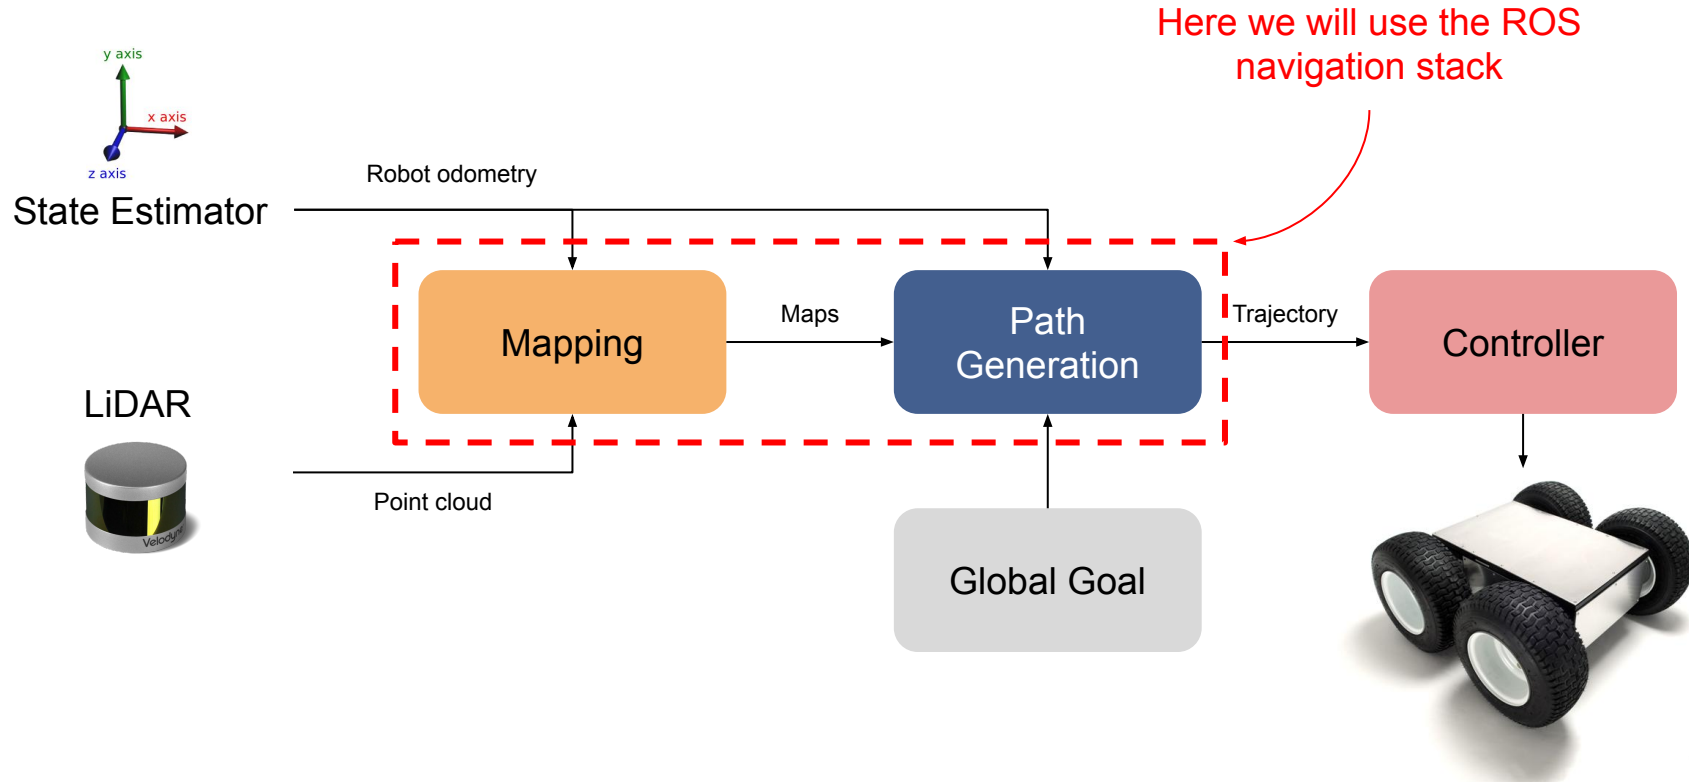 Here we will use the ROS
navigation stack
y axis
x axis
z axis
State Estimator
Robot odometry
Mapping
Maps
Path
Generation
Trajectory
Controller
LiDAR
Velodyne
Point cloud
Global Goal